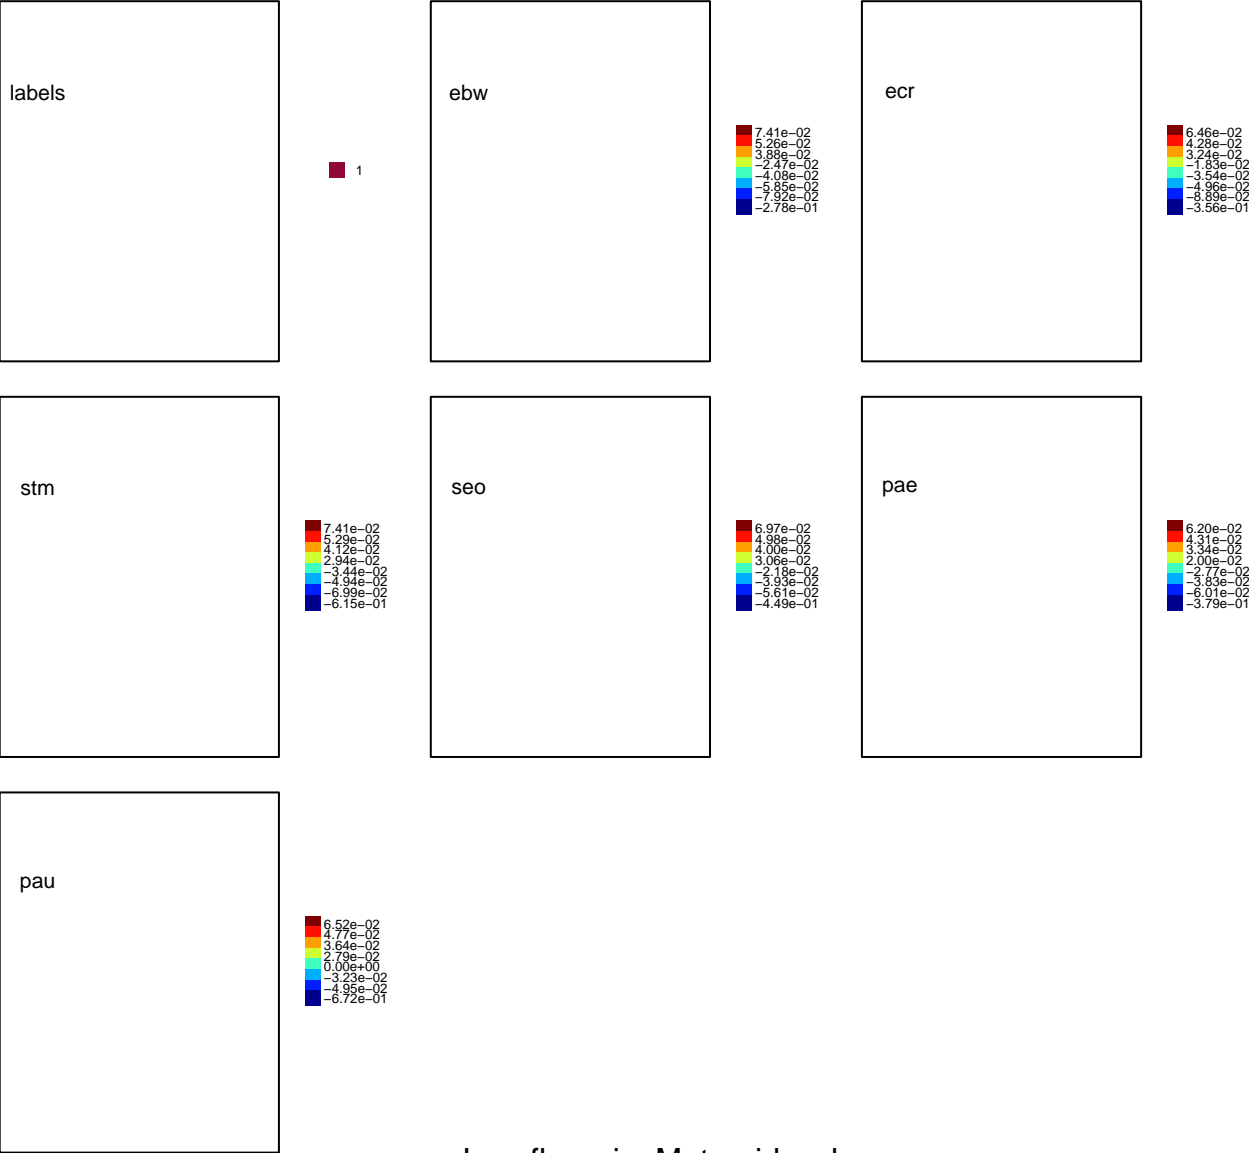 labels
1
ebw
7.41e−02
5.26e−02
3.88e−02
−2.47e−02
−4.08e−02
−5.85e−02
−7.92e−02
−2.78e−01
ecr
6.46e−02
4.28e−02
3.24e−02
−1.83e−02
−3.54e−02
−4.96e−02
−8.89e−02
−3.56e−01
stm
7.41e−02
5.29e−02
4.12e−02
2.94e−02
−3.44e−02
−4.94e−02
−6.99e−02
−6.15e−01
seo
6.97e−02
4.98e−02
4.00e−02
3.06e−02
−2.18e−02
−3.93e−02
−5.61e−02
−4.49e−01
pae
6.20e−02
4.31e−02
3.34e−02
2.00e−02
−2.77e−02
−3.83e−02
−6.01e−02
−3.79e−01
pau
6.52e−02
4.77e−02
3.64e−02
2.79e−02
0.00e+00
−3.23e−02
−4.95e−02
−6.72e−01